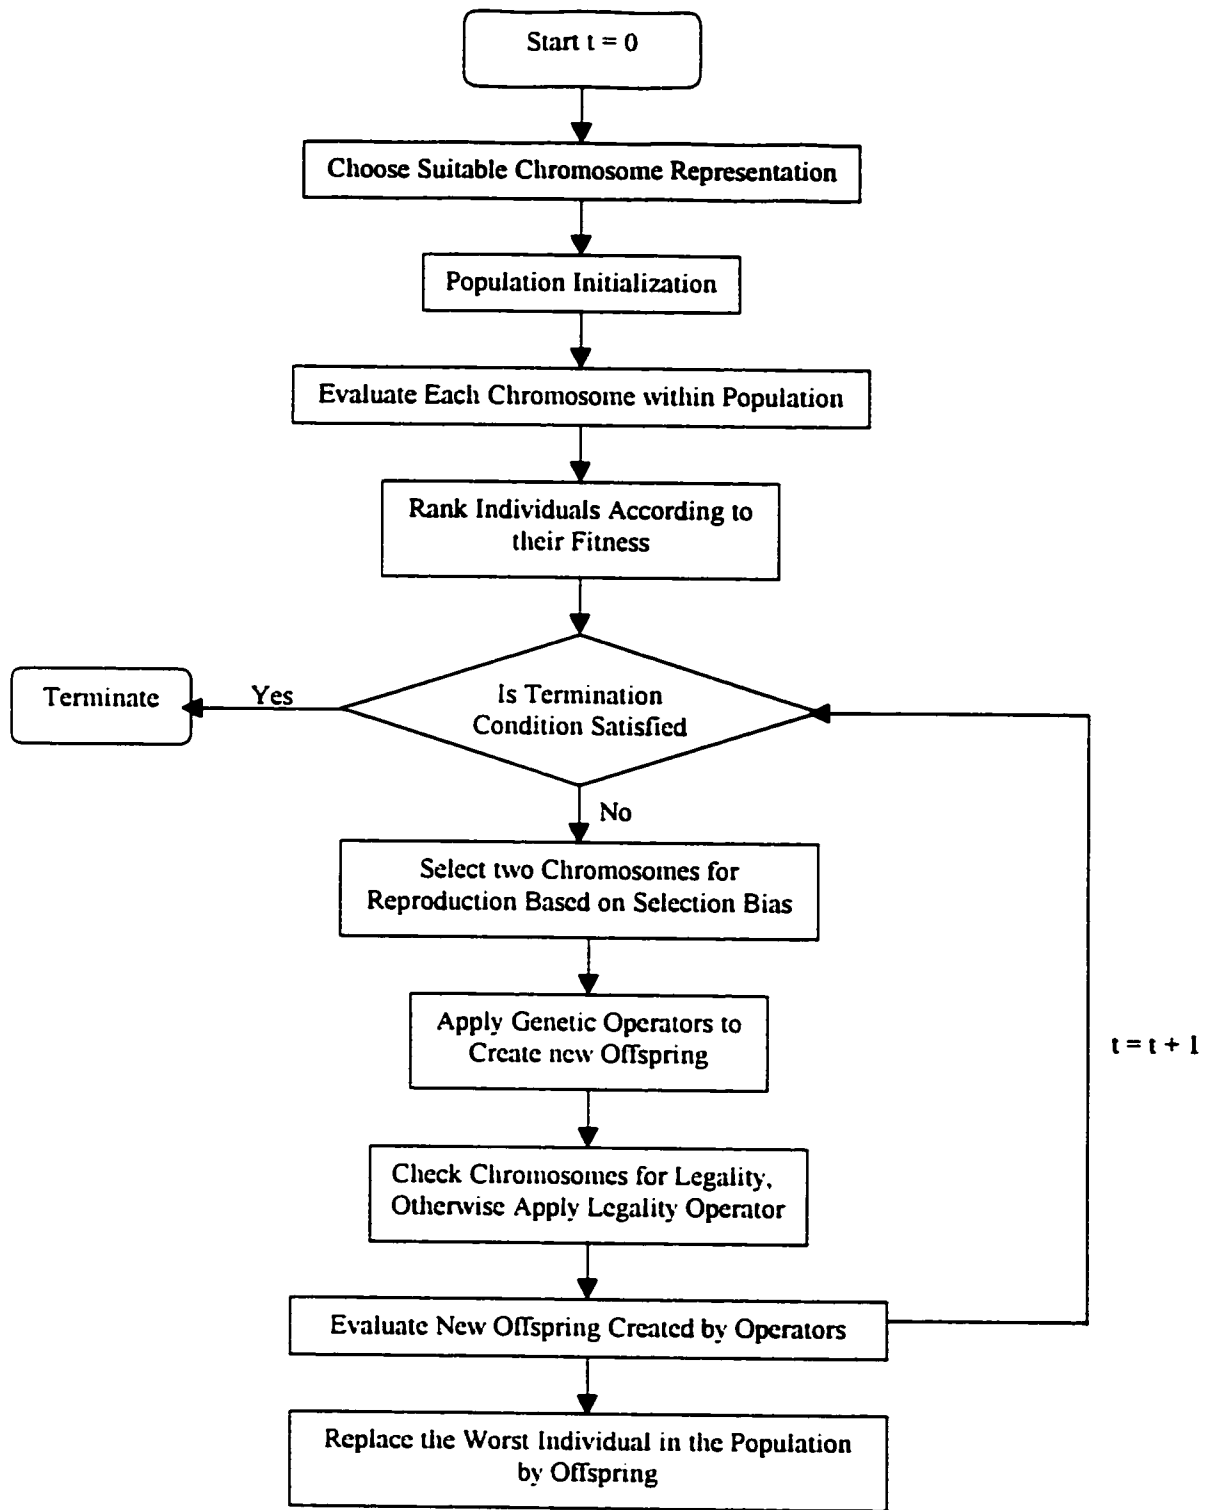 Start t = 0
Choose Suitable Chromosome Representation
Population Initialization
Evaluate Each Chromosome within Population
Rank Individuals According to
their Fitness
Is Termination
Condition Satisfied
Yes
Terminate
No
Select two Chromosomes for
Reproduction Based on Selection Bias
Apply Genetic Operators to
Create new Offspring
t = t + 1
Check Chromosomes for Legality,
Otherwise Apply Legality Operator
Evaluate New Offspring Created by Operators
Replace the Worst Individual in the Population
by Offspring